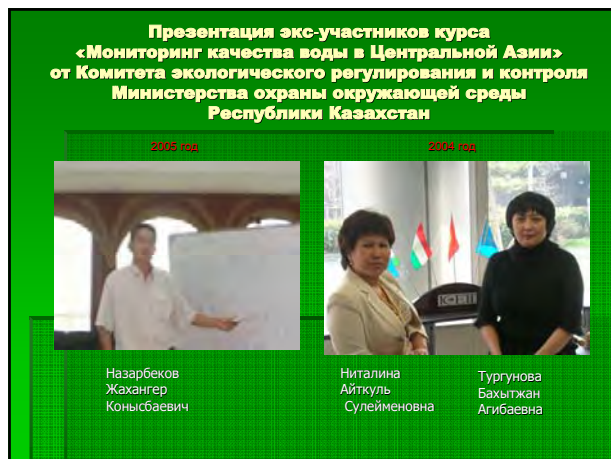 Презентация экс-участников курса
«Мониторинг качества воды в Центральной Азии»
от Комитета экологического регулирования и контроля
Министерства охраны окружающей среды
Республики Казахстан
2005 год
2004 год
Назарбеков
Жахангер
Конысбаевич
Ниталина
Айткуль
Сулейменовна
Тургунова
Бахытжан
Агибаевна